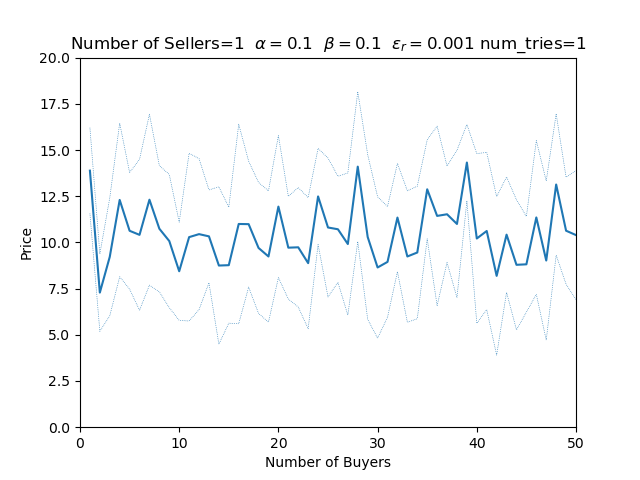 Number of Sellers=1 α = 0.1 β = 0.1 εᵣ = 0.001 num_tries=1
20.0
17.5
15.0
12.5
10.0
7.5
5.0
2.5
0.0
Price
0 10 20 30 40 50
Number of Buyers